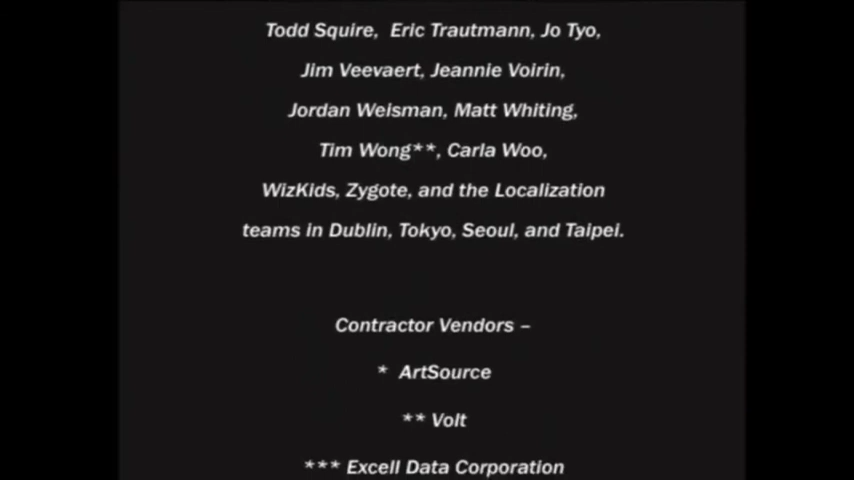 Todd Squire,  Eric Trautmann, Jo Tyo,
Jim Veevaert, Jeannie Voirin,
Jordan Weisman, Matt Whiting,
Tim Wong**, Carla Woo,
WizKids, Zygote, and the Localization
teams in Dublin, Tokyo, Seoul, and Taipei.
Contractor Vendors –
*  ArtSource
** Volt
*** Excell Data Corporation